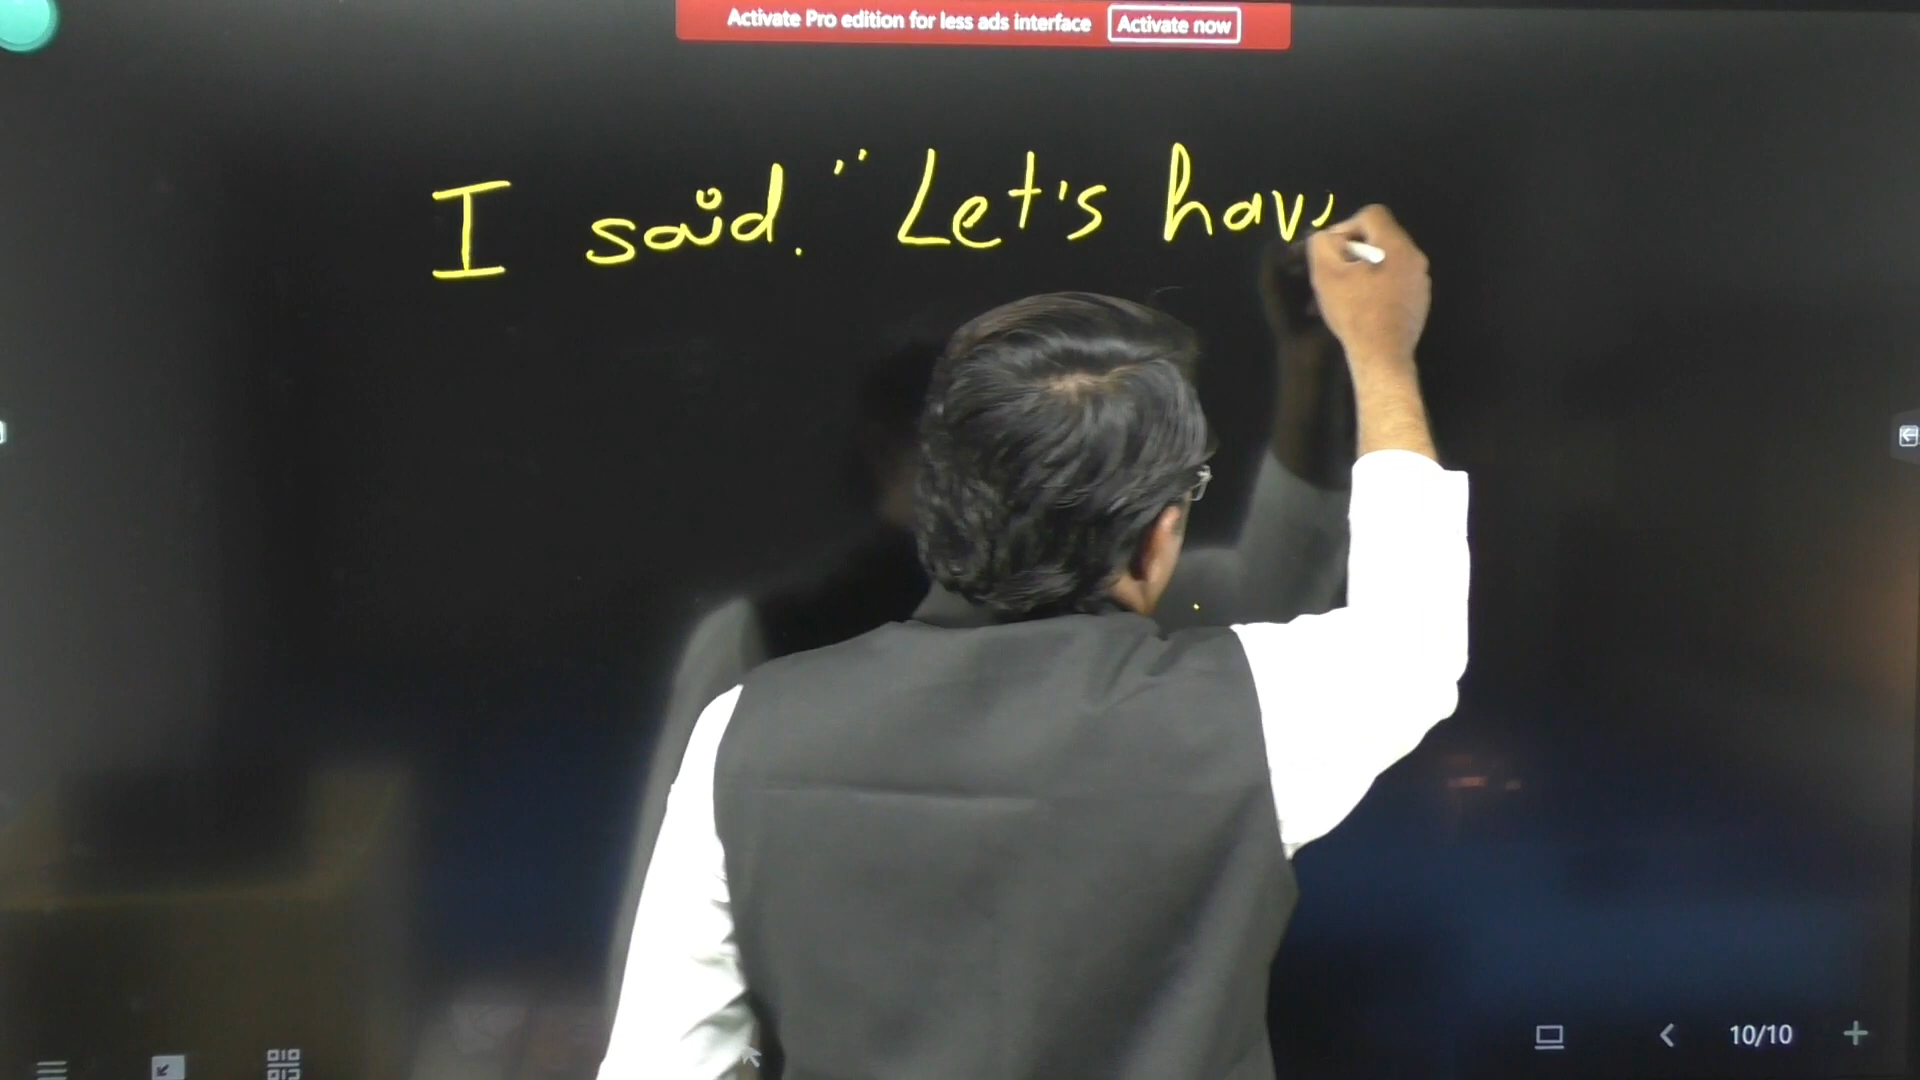 Activate Pro edition for less ads interface Activate now
I said. " Let's hav
10/10